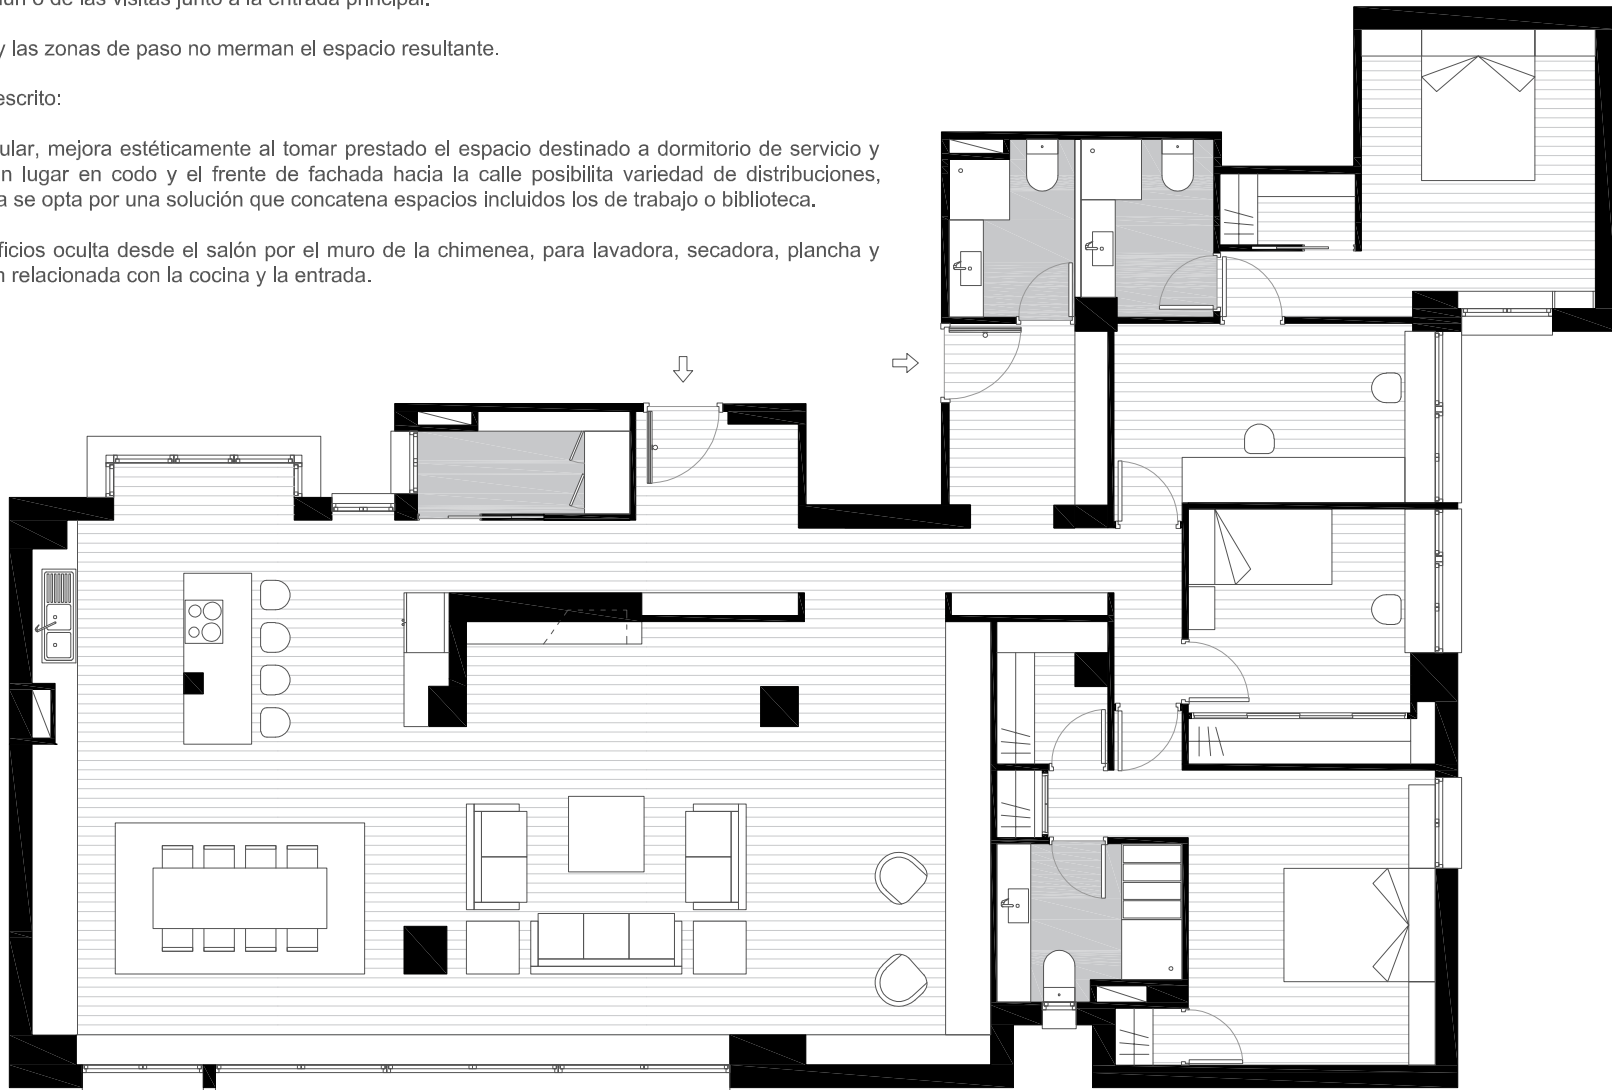 o de las visitas junto a la entrada principal.
y las zonas de paso no merman el espacio resultante.
escrito:
ular, mejora estéticamente al tomar prestado el espacio destinado a dormitorio de servicio y
n lugar en codo y el frente de fachada hacia la calle posibilita variedad de distribuciones,
a se opta por una solución que concatena espacios incluidos los de trabajo o biblioteca.
ficios oculta desde el salón por el muro de la chimenea, para lavadora, secadora, plancha y
n relacionada con la cocina y la entrada.